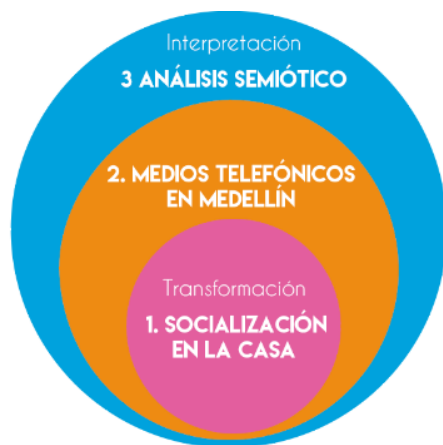 Interpretación
3 ANÁLISIS SEMIÓTICO
2. MEDIOS TELEFÓNICOS
EN MEDELLÍN
Transformación
1. SOCIALIZACIÓN
EN LA CASA